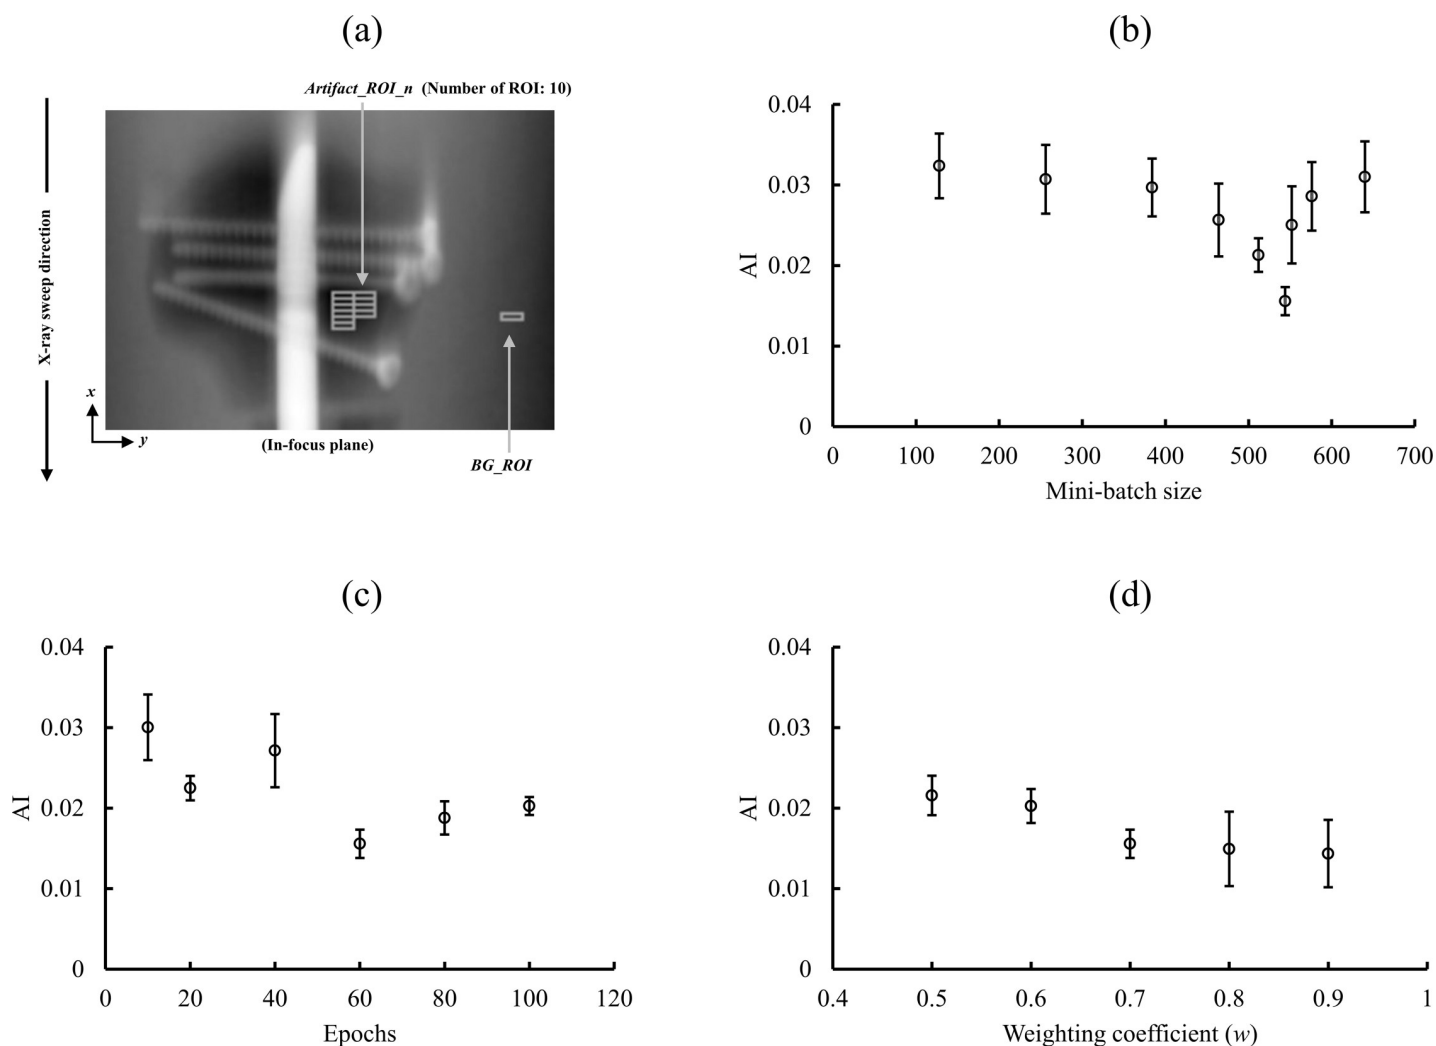 (a)
Artifact_ROI_n (Number of ROI: 10)
X-ray sweep direction
x
y
(In-focus plane)
BG_ROI
(b)
0.04
0.03
0.02
0.01
0
AI
0 100 200 300 400 500 600 700
Mini-batch size
(c)
0.04
0.03
0.02
0.01
0
AI
0 20 40 60 80 100 120
Epochs
(d)
0.04
0.03
0.02
0.01
0
AI
0.4 0.5 0.6 0.7 0.8 0.9 1
Weighting coefficient (w)